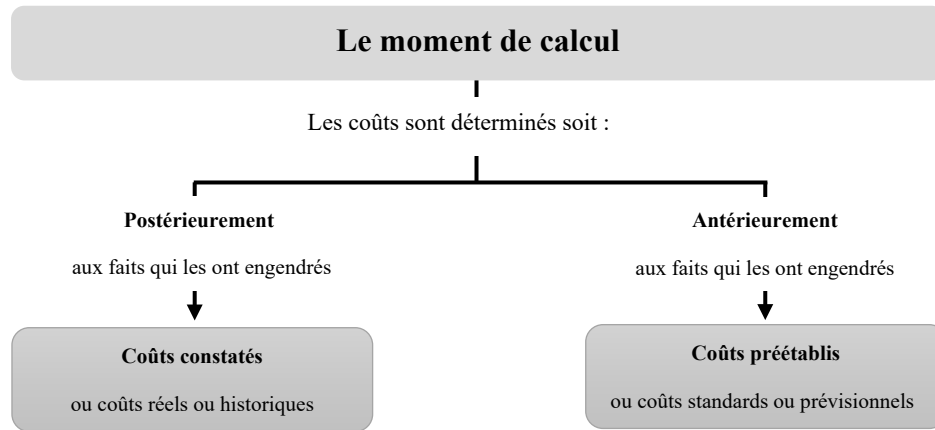 Le moment de calcul
Les coûts sont déterminés soit :
Postérieurement
aux faits qui les ont engendrés
Coûts constatés
ou coûts réels ou historiques
Antérieurement
aux faits qui les ont engendrés
Coûts préétablis
ou coûts standards ou prévisionnels